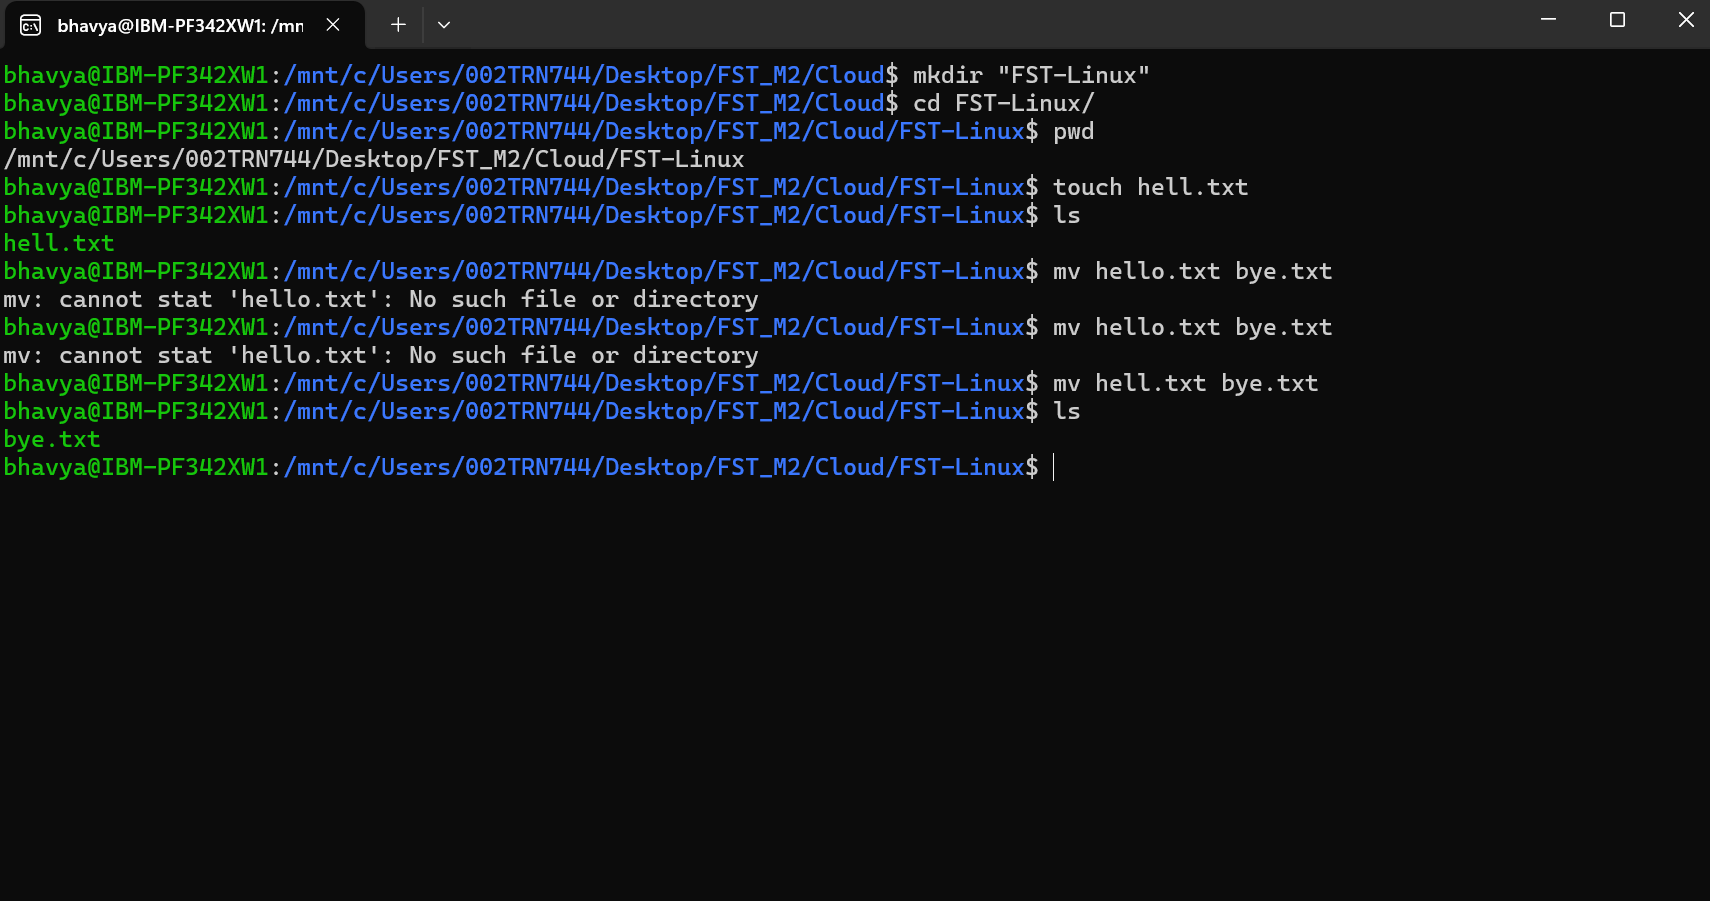 bhavya@IBM-PF342XW1: /mn
bhavya@IBM-PF342XW1:/mnt/c/Users/002TRN744/Desktop/FST_M2/Cloud$ mkdir "FST-Linux"
bhavya@IBM-PF342XW1:/mnt/c/Users/002TRN744/Desktop/FST_M2/Cloud$ cd FST-Linux/
bhavya@IBM-PF342XW1:/mnt/c/Users/002TRN744/Desktop/FST_M2/Cloud/FST-Linux$ pwd
/mnt/c/Users/002TRN744/Desktop/FST_M2/Cloud/FST-Linux
bhavya@IBM-PF342XW1:/mnt/c/Users/002TRN744/Desktop/FST_M2/Cloud/FST-Linux$ touch hell.txt
bhavya@IBM-PF342XW1:/mnt/c/Users/002TRN744/Desktop/FST_M2/Cloud/FST-Linux$ ls
hell.txt
bhavya@IBM-PF342XW1:/mnt/c/Users/002TRN744/Desktop/FST_M2/Cloud/FST-Linux$ mv hello.txt bye.txt
mv: cannot stat 'hello.txt': No such file or directory
bhavya@IBM-PF342XW1:/mnt/c/Users/002TRN744/Desktop/FST_M2/Cloud/FST-Linux$ mv hello.txt bye.txt
mv: cannot stat 'hello.txt': No such file or directory
bhavya@IBM-PF342XW1:/mnt/c/Users/002TRN744/Desktop/FST_M2/Cloud/FST-Linux$ mv hell.txt bye.txt
bhavya@IBM-PF342XW1:/mnt/c/Users/002TRN744/Desktop/FST_M2/Cloud/FST-Linux$ ls
bye.txt
bhavya@IBM-PF342XW1:/mnt/c/Users/002TRN744/Desktop/FST_M2/Cloud/FST-Linux$